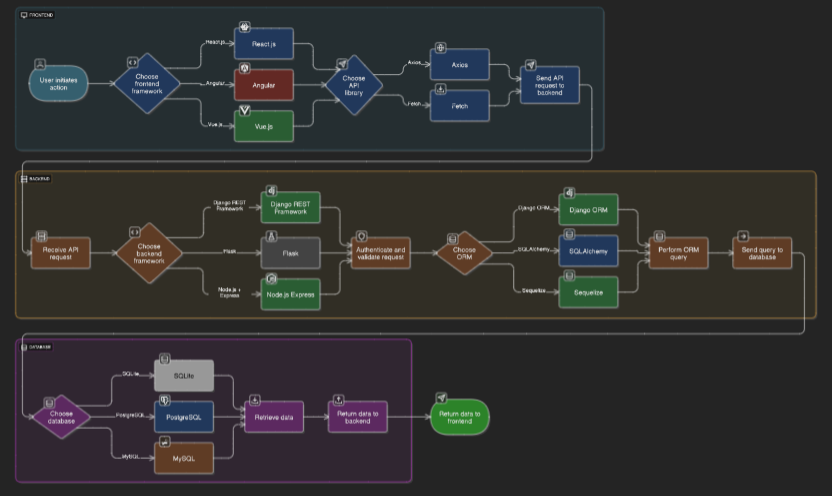 FRONTEND
User initiates
action
Choose
frontend
framework
React.js
React.js
Angular
Angular
Vue.js
Vue.js
Choose
API
library
Axios
Axios
Fetch
Fetch
Send API
request to
backend
BACKEND
Receive API
request
Choose
backend
framework
Django REST
Framework
Django REST
Framework
Flask
Flask
Node.js +
Express
Node.js Express
Authenticate and
validate request
Choose
ORM
Django ORM
Django ORM
SQLAlchemy
SQLAlchemy
Sequelize
Sequelize
Perform ORM
query
Send query to
database
DATABASE
Choose
database
SQLite
SQLite
PostgreSQL
PostgreSQL
MySQL
MySQL
Retrieve data
Return data to
backend
Return data to
frontend